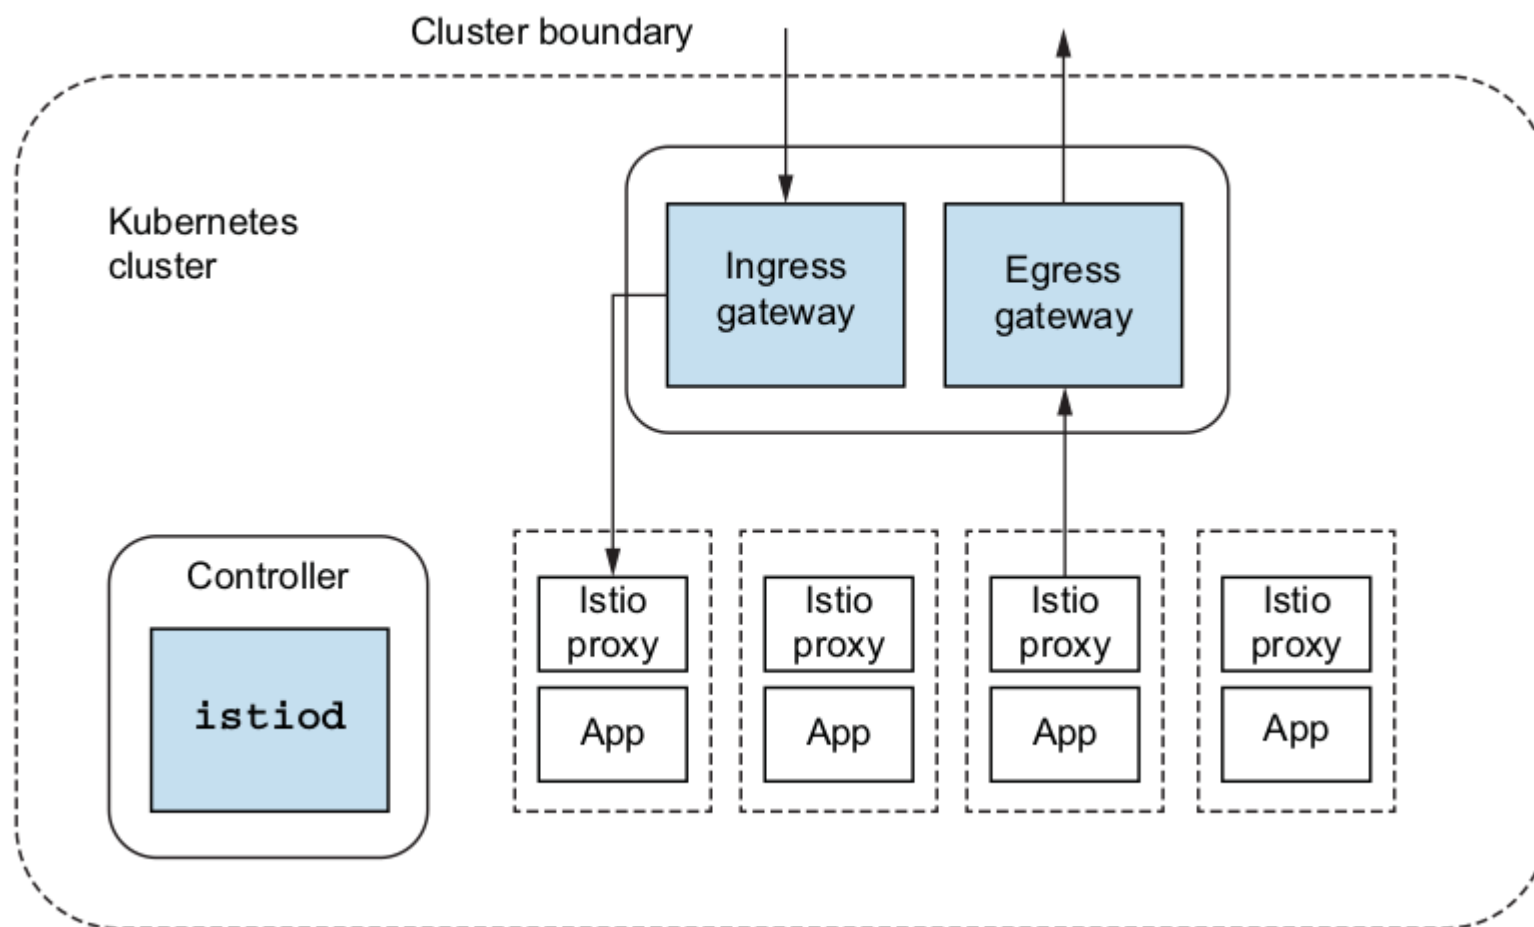 Cluster boundary
Kubernetes
cluster
Ingress
gateway
Egress
gateway
Controller
istiod
Istio
proxy
App
Istio
proxy
App
Istio
proxy
App
Istio
proxy
App